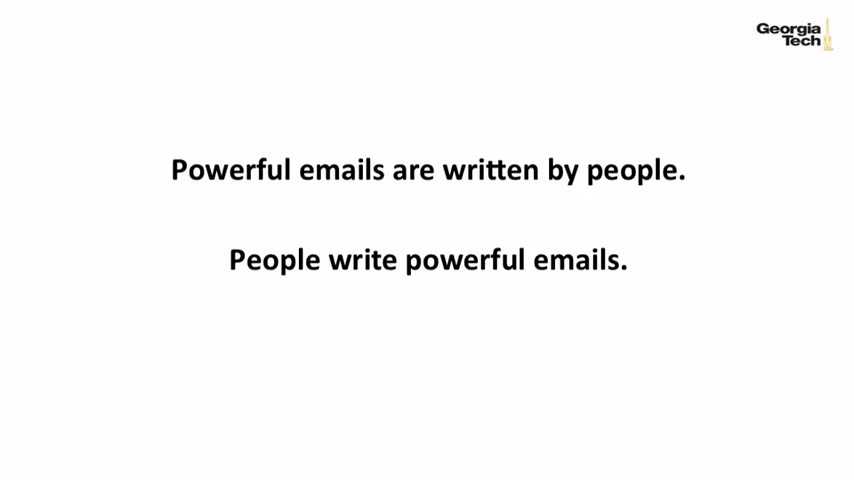 Georgia
Tech
Powerful emails are written by people.
People write powerful emails.